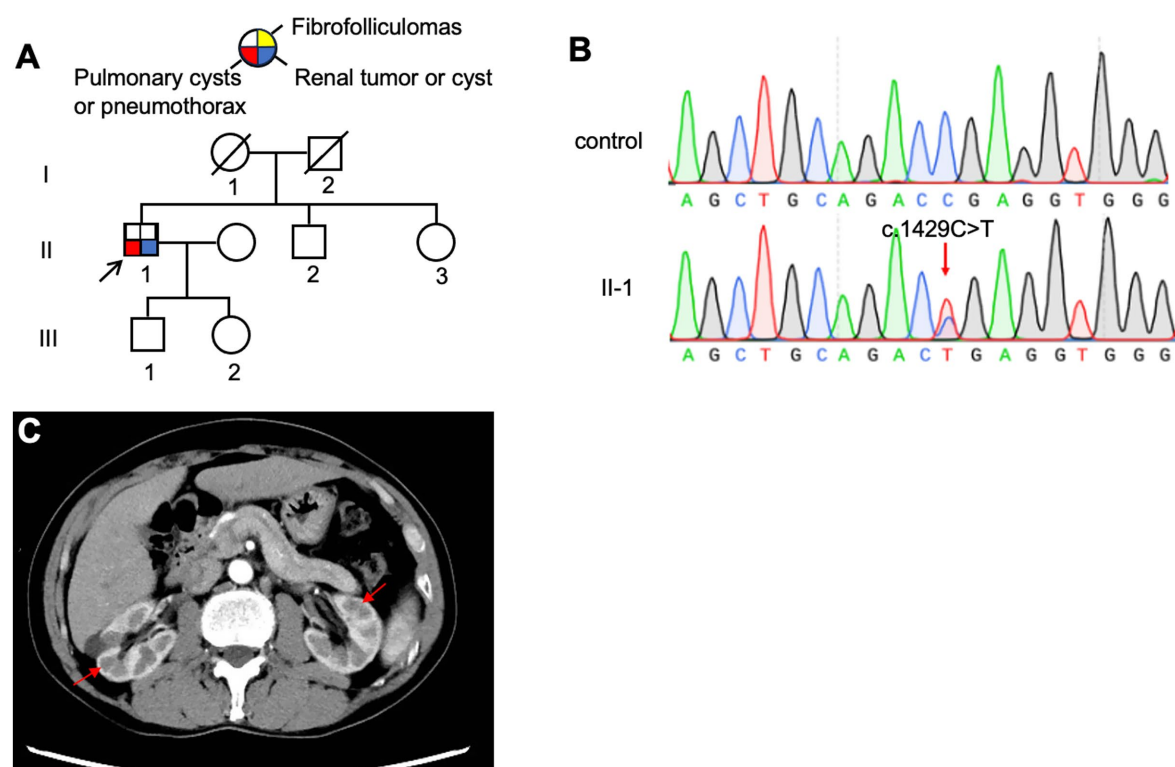 A
Fibrofolliculomas
Pulmonary cysts
or pneumothorax
Renal tumor or cyst
I
1
2
II
1
2
3
III
1
2
B
control
A G C T G C A G A C C G A G G T G G G
c.1429C>T
II-1
A G C T G C A G A C T G A G G T G G G
C